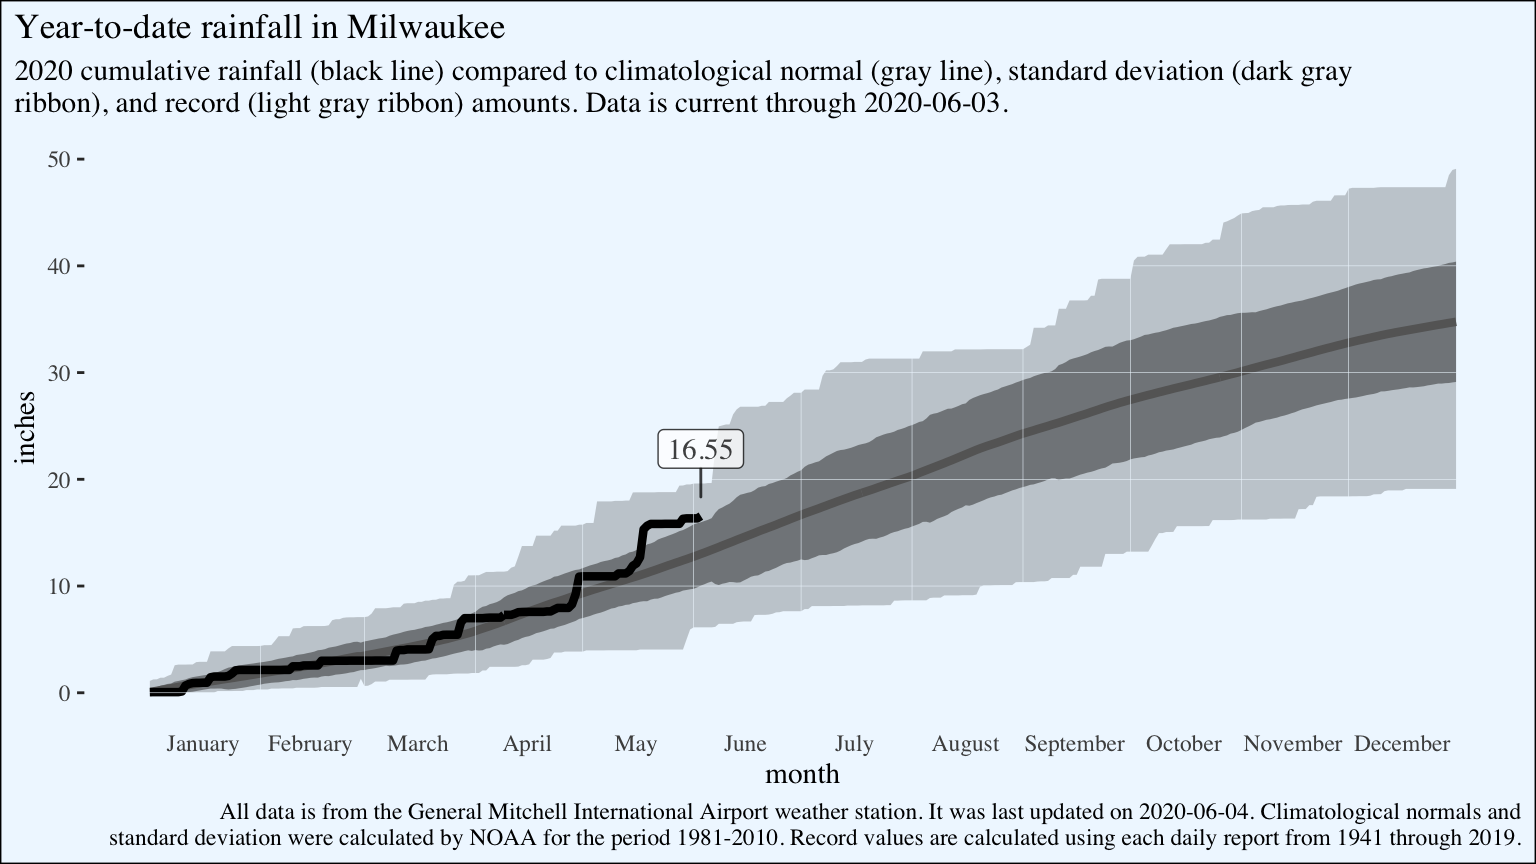 Year-to-date rainfall in Milwaukee
2020 cumulative rainfall (black line) compared to climatological normal (gray line), standard deviation (dark gray
ribbon), and record (light gray ribbon) amounts. Data is current through 2020-06-03.
50
40
30
20
10
0
inches
16.55
January February March April May June July August September October November December
month
All data is from the General Mitchell International Airport weather station. It was last updated on 2020-06-04. Climatological normals and
standard deviation were calculated by NOAA for the period 1981-2010. Record values are calculated using each daily report from 1941 through 2019.